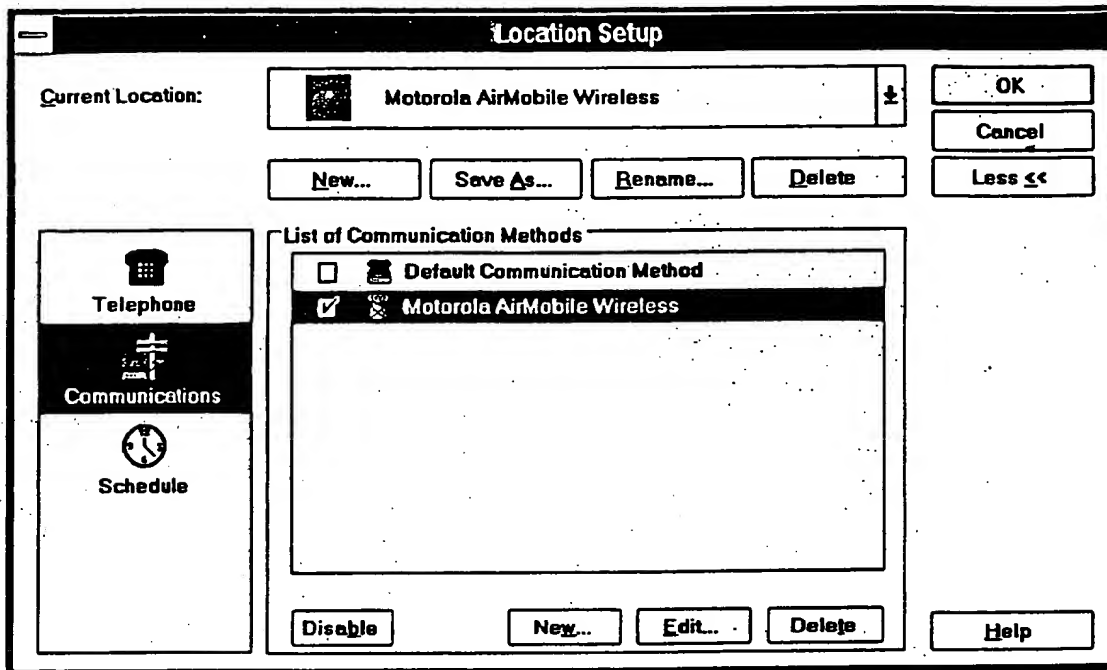 Location Setup
Current Location:
Motorola AirMobile Wireless
OK
Cancel
New...
Save As...
Rename...
Delete
Less <<
List of Communication Methods
Default Communication Method
Motorola AirMobile Wireless
Telephone
Communications
Schedule
Disable
New...
Edit...
Delete
Help